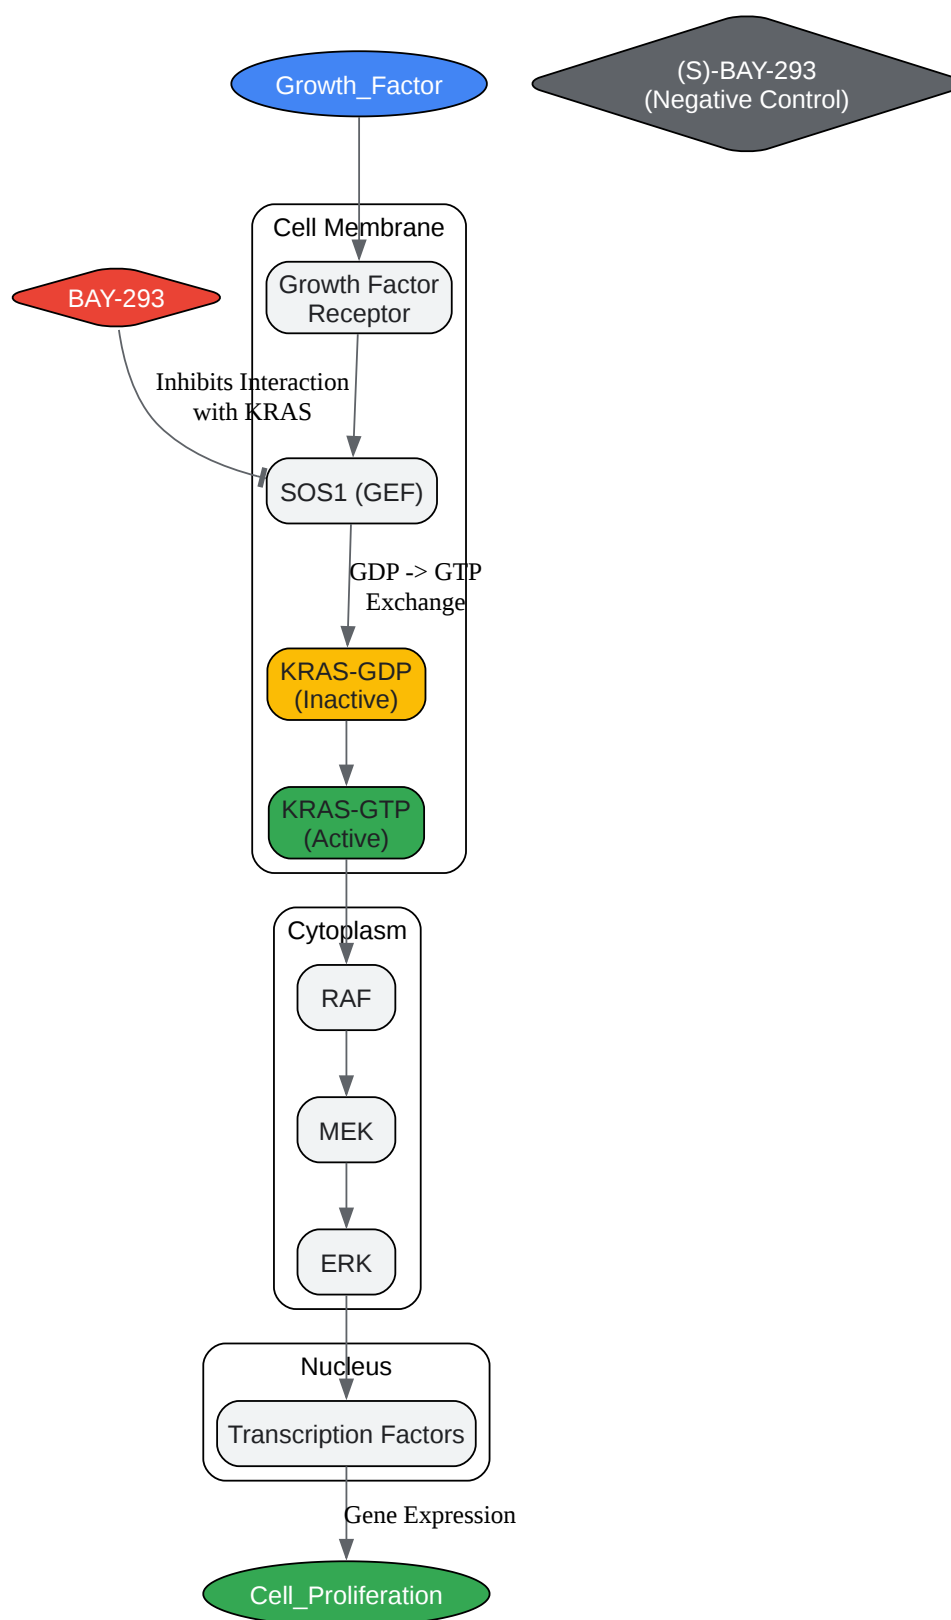 Growth_Factor
(S)-BAY-293
(Negative Control)
Cell Membrane
Growth Factor
Receptor
BAY-293
Inhibits Interaction
with KRAS
SOS1 (GEF)
GDP -> GTP
Exchange
KRAS-GDP
(Inactive)
KRAS-GTP
(Active)
Cytoplasm
RAF
MEK
ERK
Nucleus
Transcription Factors
Gene Expression
Cell_Proliferation